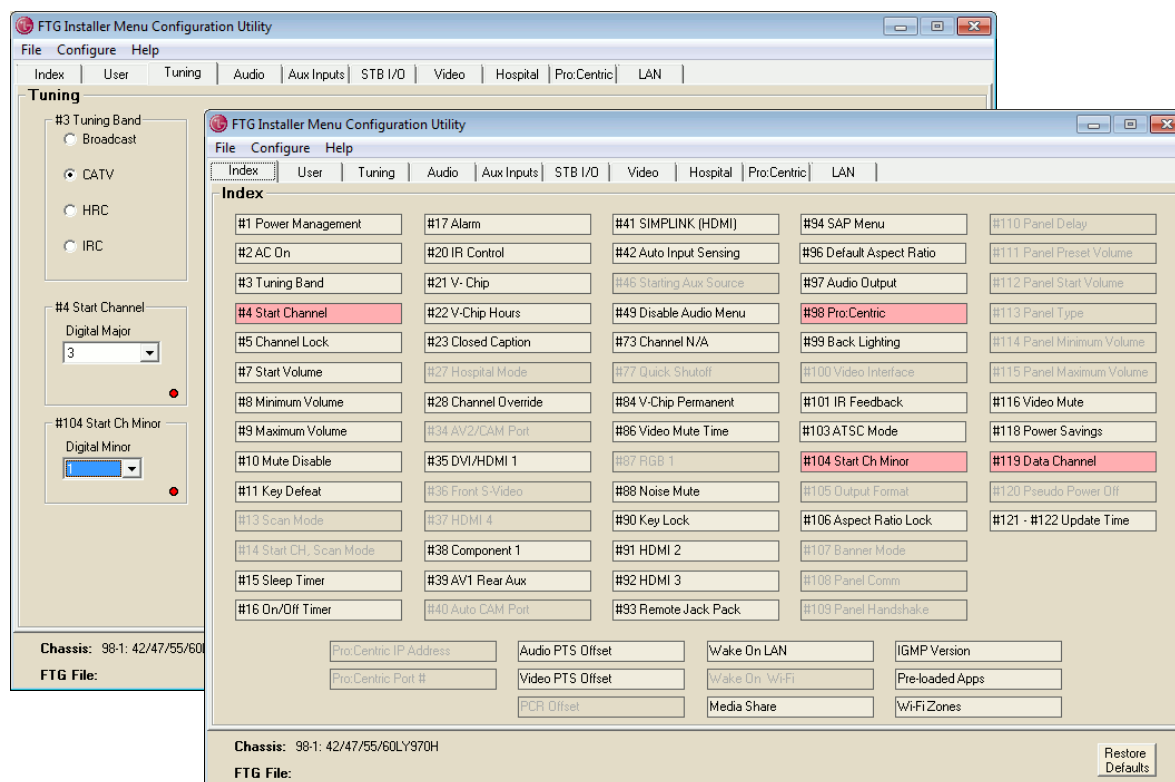 FTG Installer Menu Configuration Utility
File Configure Help
Index User Tuning Audio Aux Inputs STB I/O Video Hospital Pro:Centric LAN
Tuning
#3 Tuning Band
Broadcast
CATV
HRC
IRC
#4 Start Channel
Digital Major
3
#104 Start Ch Minor
Digital Minor
1
Chassis: 98-1: 42/47/55/60
FTG File:
FTG Installer Menu Configuration Utility
File Configure Help
Index User Tuning Audio Aux Inputs STB I/O Video Hospital Pro:Centric LAN
Index
#1 Power Management #17 Alarm #41 SIMPLINK (HDMI) #94 SAP Menu #110 Panel Delay
#2 AC On #20 IR Control #42 Auto Input Sensing #96 Default Aspect Ratio #111 Panel Preset Volume
#3 Tuning Band #21 V- Chip #46 Starting Aux Source #97 Audio Output #112 Panel Start Volume
#4 Start Channel #22 V-Chip Hours #49 Disable Audio Menu #98 Pro:Centric #113 Panel Type
#5 Channel Lock #23 Closed Caption #73 Channel N/A #99 Back Lighting #114 Panel Minimum Volume
#7 Start Volume #27 Hospital Mode #77 Quick Shutoff #100 Video Interface #115 Panel Maximum Volume
#8 Minimum Volume #28 Channel Override #84 V-Chip Permanent #101 IR Feedback #116 Video Mute
#9 Maximum Volume #34 AV2/CAM Port #86 Video Mute Time #103 ATSC Mode #118 Power Savings
#10 Mute Disable #35 DVI/HDMI 1 #87 RGB 1 #104 Start Ch Minor #119 Data Channel
#11 Key Defeat #36 Front S-Video #88 Noise Mute #105 Output Format #120 Pseudo Power Off
#13 Scan Mode #37 HDMI 4 #90 Key Lock #106 Aspect Ratio Lock #121 - #122 Update Time
#14 Start CH, Scan Mode #38 Component 1 #91 HDMI 2 #107 Banner Mode
#15 Sleep Timer #39 AV1 Rear Aux #92 HDMI 3 #108 Panel Comm
#16 On/Off Timer #40 Auto CAM Port #93 Remote Jack Pack #109 Panel Handshake
Pro:Centric IP Address Audio PTS Offset Wake On LAN IGMP Version
Pro:Centric Port # Video PTS Offset Wake On Wi-Fi Pre-loaded Apps
PCR Offset Media Share Wi-Fi Zones
Chassis: 98-1: 42/47/55/60LY970H
FTG File:
Restore
Defaults